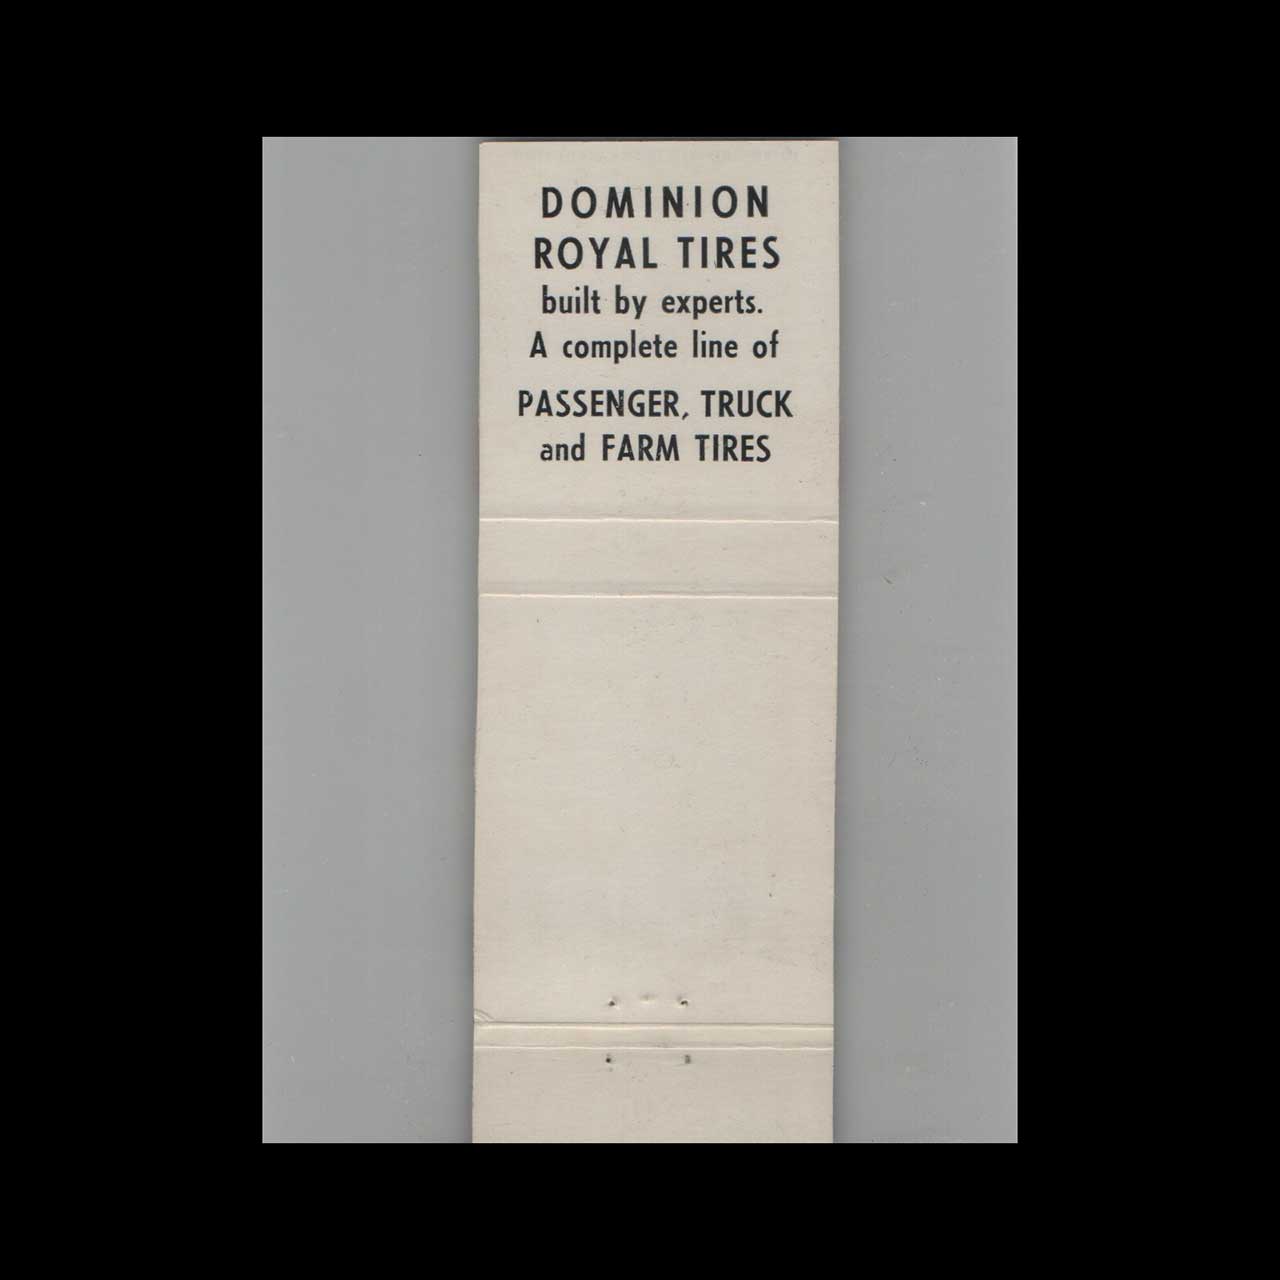 DOMINION
ROYAL TIRES
built by experts.
A complete line of
PASSENGER, TRUCK
and FARM TIRES